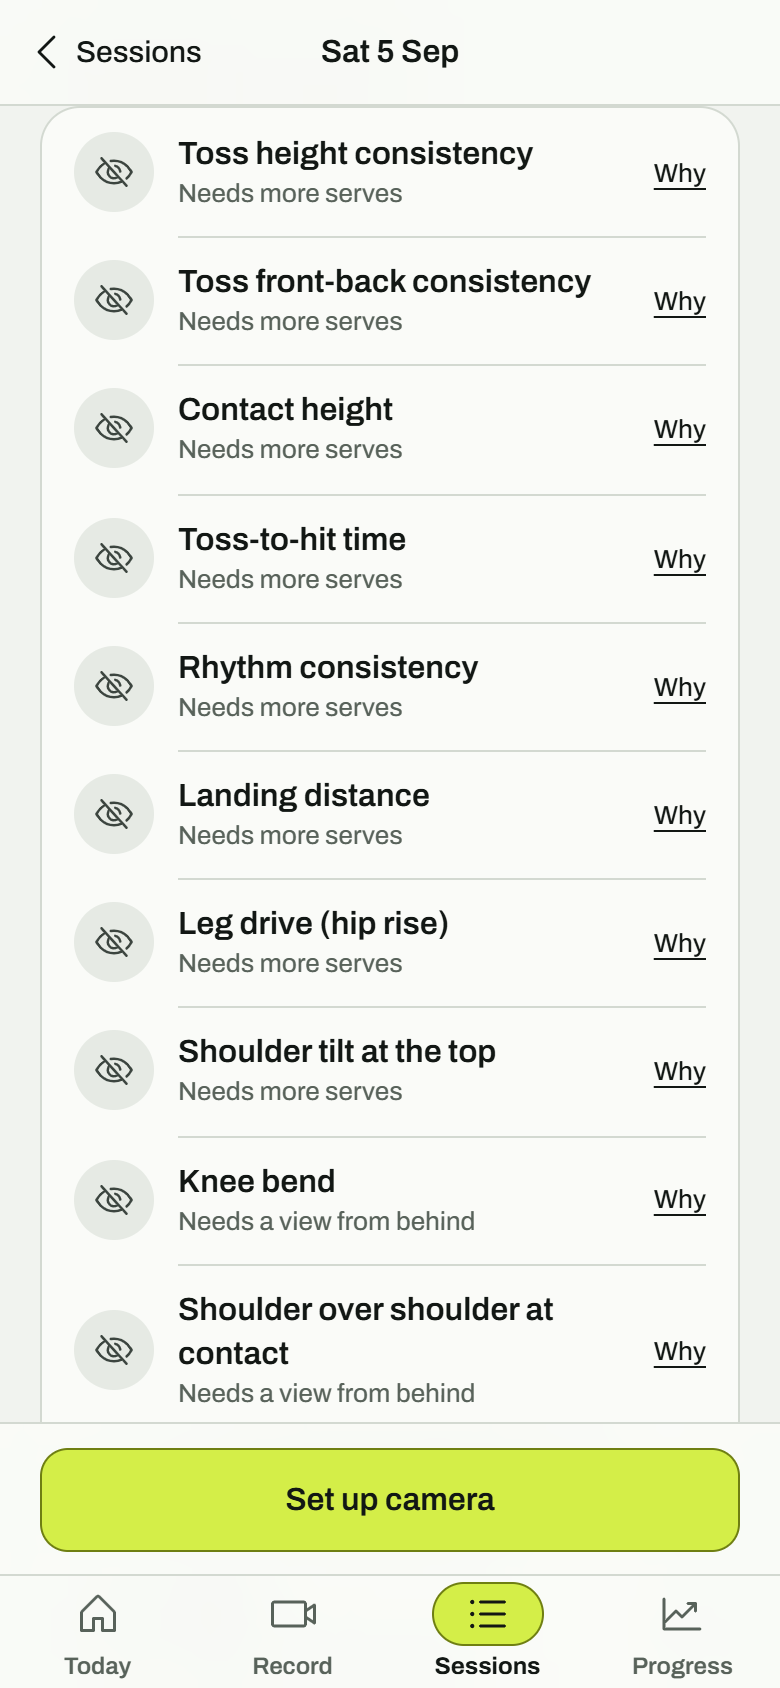 Sessions
Sat 5 Sep
Toss height consistency
Needs more serves
Why
Toss front-back consistency
Needs more serves
Why
Contact height
Needs more serves
Why
Toss-to-hit time
Needs more serves
Why
Rhythm consistency
Needs more serves
Why
Landing distance
Needs more serves
Why
Leg drive (hip rise)
Needs more serves
Why
Shoulder tilt at the top
Needs more serves
Why
Knee bend
Needs a view from behind
Why
Shoulder over shoulder at
contact
Needs a view from behind
Why
Set up camera
Today
Record
Sessions
Progress